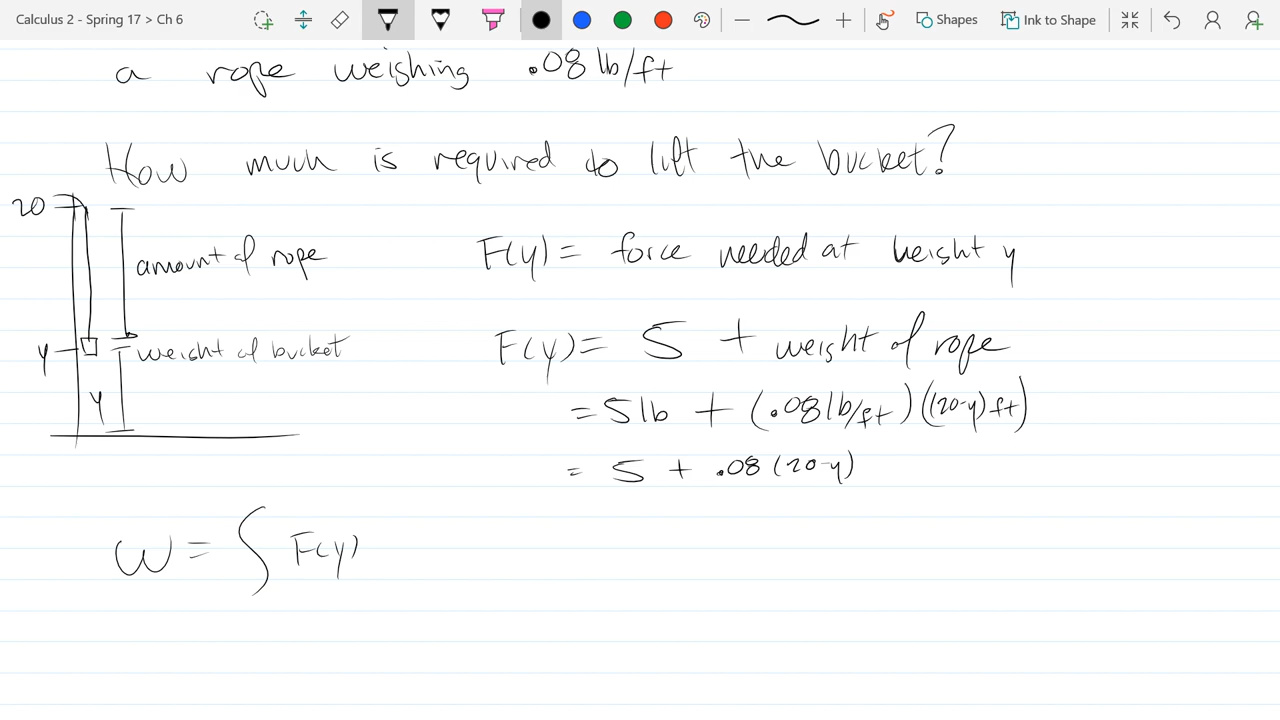 Calculus 2 - Spring 17 > Ch 6
Shapes
Ink to Shape
a rope weighing .08 lb/ft
How much is required to lift the bucket?
20
amount of rope
F(y) = force needed at height y
y
weight of bucket
F(y) = 5 + weight of rope
y
= 5 lb + (.08 lb/ft)((20-y) ft)
= 5 + .08 (20-y)
W = ∫ F(y)